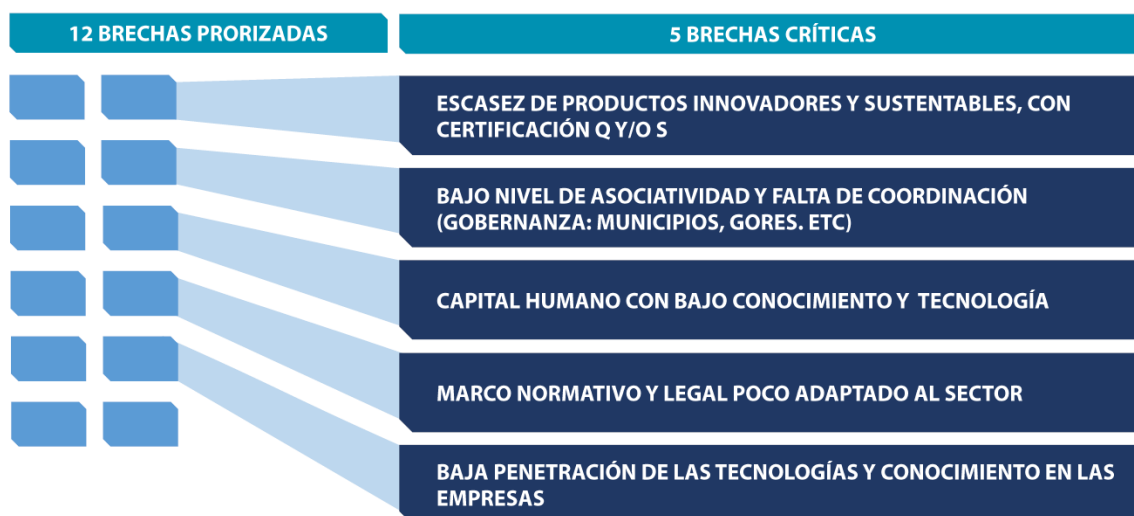 12 BRECHAS PRORIZADAS
5 BRECHAS CRÍTICAS
ESCASEZ DE PRODUCTOS INNOVADORES Y SUSTENTABLES, CON
CERTIFICACIÓN Q Y/O S
BAJO NIVEL DE ASOCIATIVIDAD Y FALTA DE COORDINACIÓN
(GOBERNANZA: MUNICIPIOS, GORES. ETC)
CAPITAL HUMANO CON BAJO CONOCIMIENTO Y TECNOLOGÍA
MARCO NORMATIVO Y LEGAL POCO ADAPTADO AL SECTOR
BAJA PENETRACIÓN DE LAS TECNOLOGÍAS Y CONOCIMIENTO EN LAS
EMPRESAS